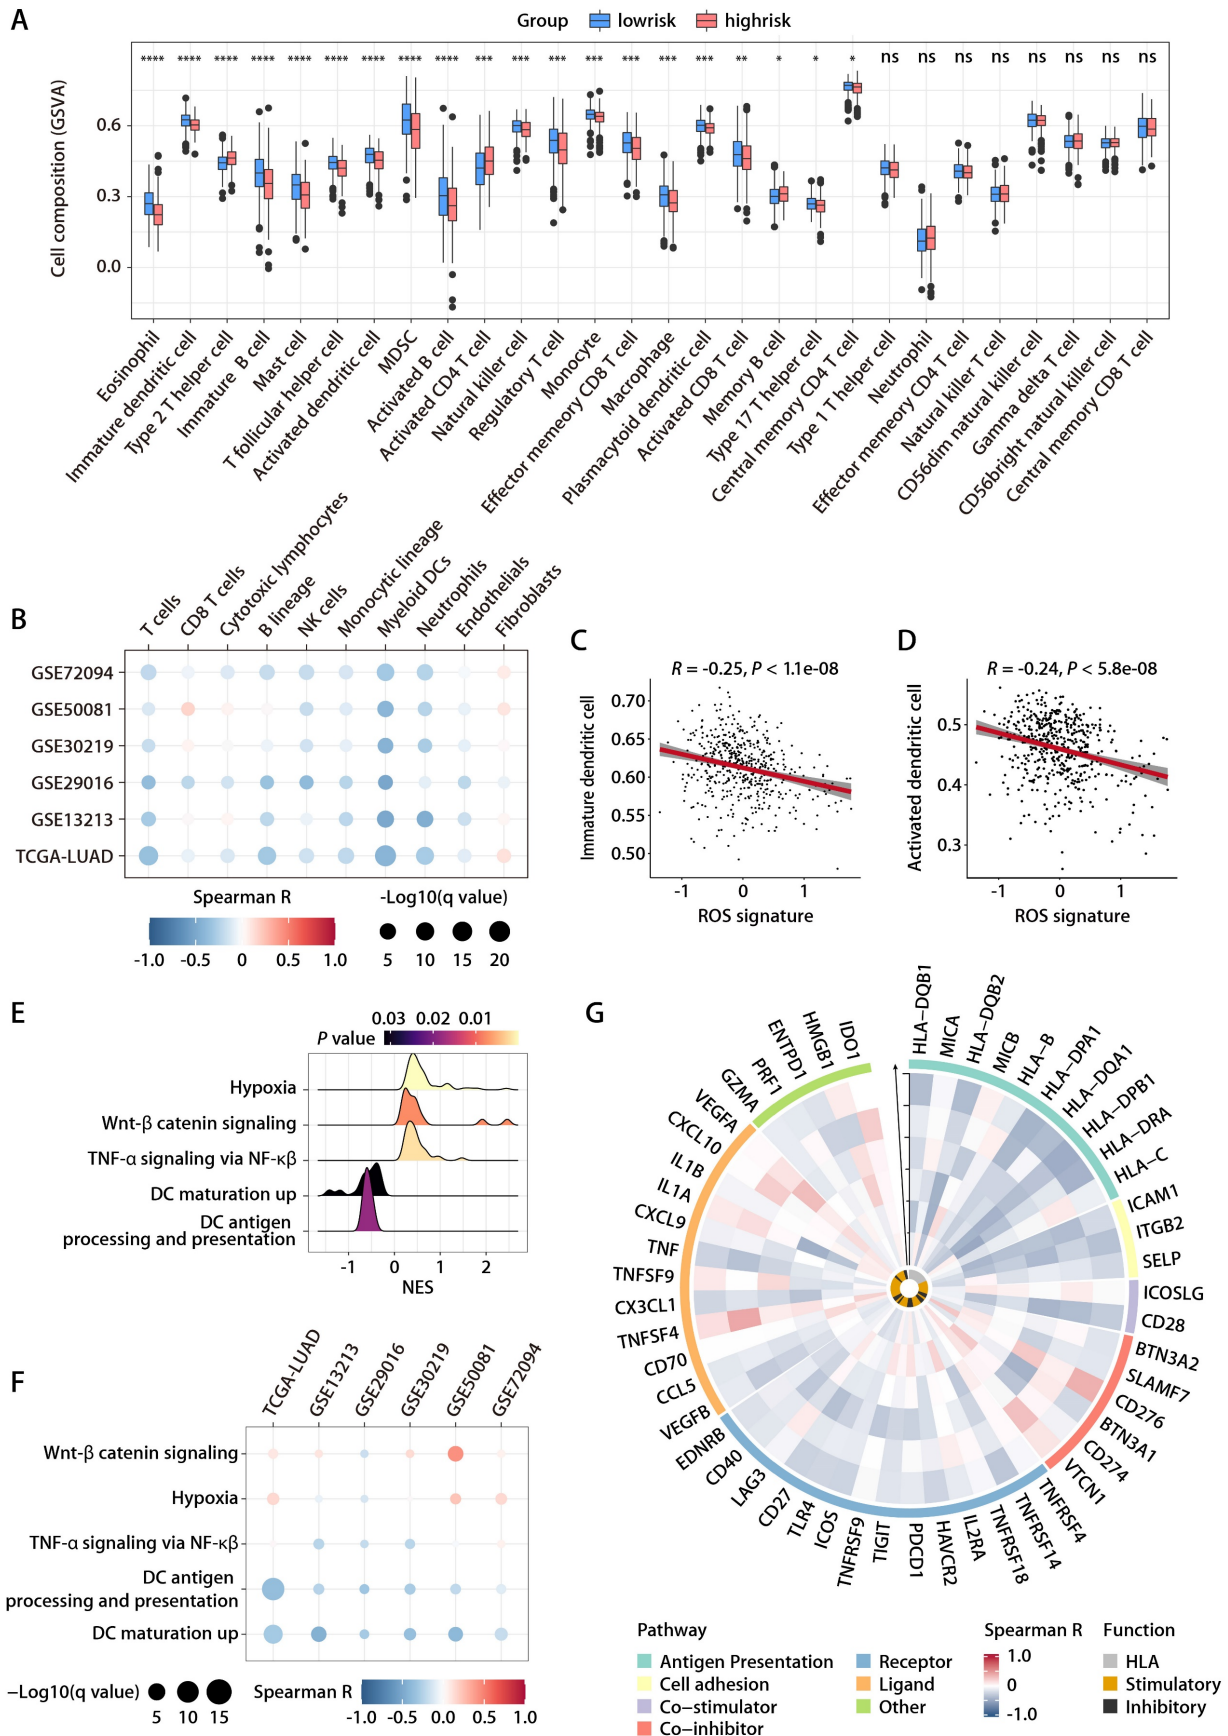 A
Group lowrisk highrisk
**** **** **** **** **** **** **** **** **** *** *** *** *** *** *** *** ** * * * ns ns ns ns ns ns ns ns
Cell composition (GSVA)
0.6
0.3
0.0
Eosinophil
Immature dendritic cell
Type 2 T helper cell
Immature B cell
Mast cell
T follicular helper cell
Activated dendritic cell
MDSC
Activated B cell
Activated CD4 T cell
Natural killer cell
Regulatory T cell
Monocyte
Effector memeory CD8 T cell
Macrophage
Plasmacytoid dendritic cell
Activated CD8 T cell
Memory B cell
Type 17 T helper cell
Central memory CD4 T cell
Type 1 T helper cell
Neutrophil
Effector memeory CD4 T cell
Natural killer T cell
CD56dim natural killer cell
Gamma delta T cell
CD56bright natural killer cell
Central memory CD8 T cell
B
T cells
CD8 T cells
Cytotoxic lymphocytes
B lineage
NK cells
Monocytic lineage
Myeloid DCs
Neutrophils
Endothelials
Fibroblasts
GSE72094
GSE50081
GSE30219
GSE29016
GSE13213
TCGA-LUAD
Spearman R
-1.0 -0.5 0 0.5 1.0
-Log10(q value)
5 10 15 20
C
R = -0.25, P < 1.1e-08
Immature dendritic cell
0.70
0.65
0.60
0.55
0.50
-1 0 1
ROS signature
D
R = -0.24, P < 5.8e-08
Activated dendritic cell
0.5
0.4
0.3
-1 0 1
ROS signature
E
P value
0.03 0.02 0.01
Hypoxia
Wnt-β catenin signaling
TNF-α signaling via NF-κβ
DC maturation up
DC antigen
processing and presentation
-1 0 1 2
NES
F
TCGA-LUAD
GSE13213
GSE29016
GSE30219
GSE50081
GSE72094
Wnt-β catenin signaling
Hypoxia
TNF-α signaling via NF-κβ
DC antigen
processing and presentation
DC maturation up
−Log10(q value)
5 10 15
Spearman R
-1.0 -0.5 0.0 0.5 1.0
G
HLA−DQB1
MICA
HLA−DQB2
MICB
HLA−B
HLA−DPA1
HLA−DQA1
HLA−DPB1
HLA−DRA
HLA−C
ICAM1
ITGB2
SELP
ICOSLG
CD28
BTN3A2
SLAMF7
CD276
BTN3A1
CD274
VTCN1
TNFRSF4
TNFRSF14
TNFRSF18
IL2RA
HAVCR2
PDCD1
TIGIT
TNFRSF9
ICOS
TLR4
CD27
LAG3
CD40
EDNRB
VEGFB
CCL5
CD70
TNFSF4
CX3CL1
TNFSF9
TNF
CXCL9
IL1A
IL1B
CXCL10
VEGFA
GZMA
PRF1
ENTPD1
HMGB1
IDO1
Pathway
Antigen Presentation
Cell adhesion
Co−stimulator
Co−inhibitor
Receptor
Ligand
Other
Spearman R
1.0
0
-1.0
Function
HLA
Stimulatory
Inhibitory